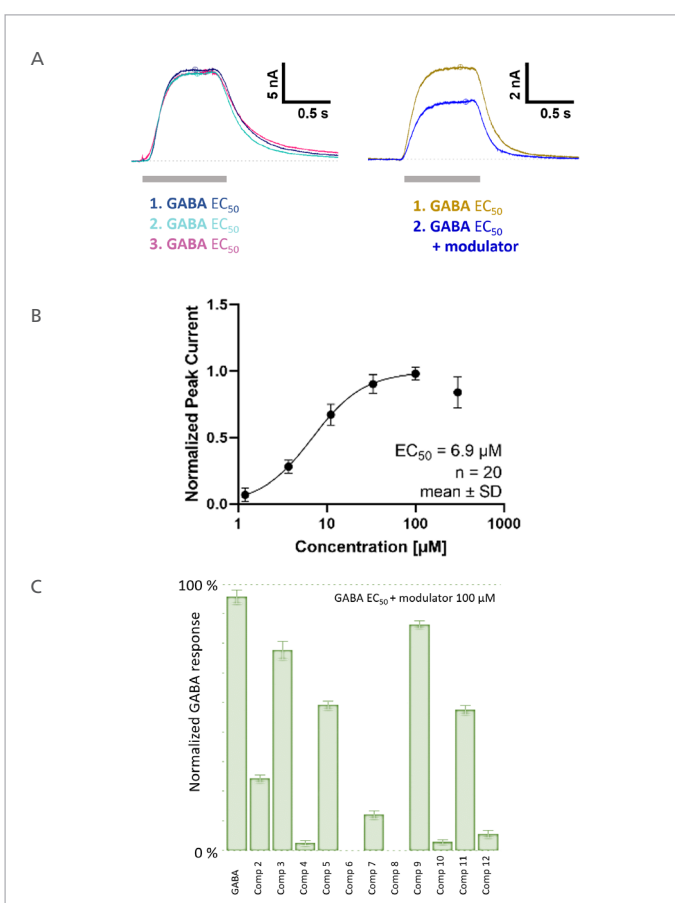 A
5 nA
0.5 s
2 nA
0.5 s
1. GABA EC50
2. GABA EC50
3. GABA EC50
1. GABA EC50
2. GABA EC50
+ modulator
B
Normalized Peak Current
1.5
1.0
0.5
0.0
EC50 = 6.9 µM
n = 20
mean ± SD
1 10 100 1000
Concentration [µM]
C
100 %
GABA EC50 + modulator 100 µM
Normalized GABA response
0 %
GABA
Comp 2
Comp 3
Comp 4
Comp 5
Comp 6
Comp 7
Comp 8
Comp 9
Comp 10
Comp 11
Comp 12